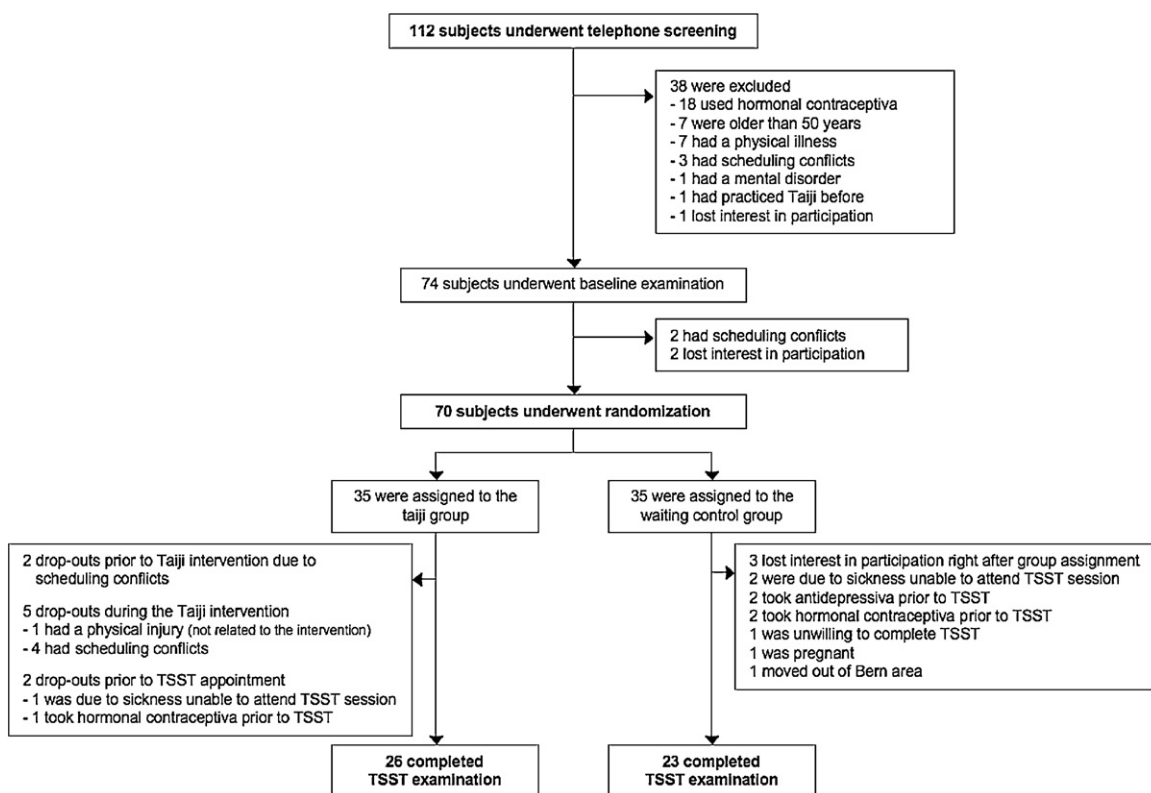 112 subjects underwent telephone screening
38 were excluded
- 18 used hormonal contraceptiva
- 7 were older than 50 years
- 7 had a physical illness
- 3 had scheduling conflicts
- 1 had a mental disorder
- 1 had practiced Taiji before
- 1 lost interest in participation
74 subjects underwent baseline examination
2 had scheduling conflicts
2 lost interest in participation
70 subjects underwent randomization
35 were assigned to the
taiji group
35 were assigned to the
waiting control group
2 drop-outs prior to Taiji intervention due to
scheduling conflicts
5 drop-outs during the Taiji intervention
- 1 had a physical injury (not related to the intervention)
- 4 had scheduling conflicts
2 drop-outs prior to TSST appointment
- 1 was due to sickness unable to attend TSST session
- 1 took hormonal contraceptiva prior to TSST
3 lost interest in participation right after group assignment
2 were due to sickness unable to attend TSST session
2 took antidepressiva prior to TSST
2 took hormonal contraceptiva prior to TSST
1 was unwilling to complete TSST
1 was pregnant
1 moved out of Bern area
26 completed
TSST examination
23 completed
TSST examination